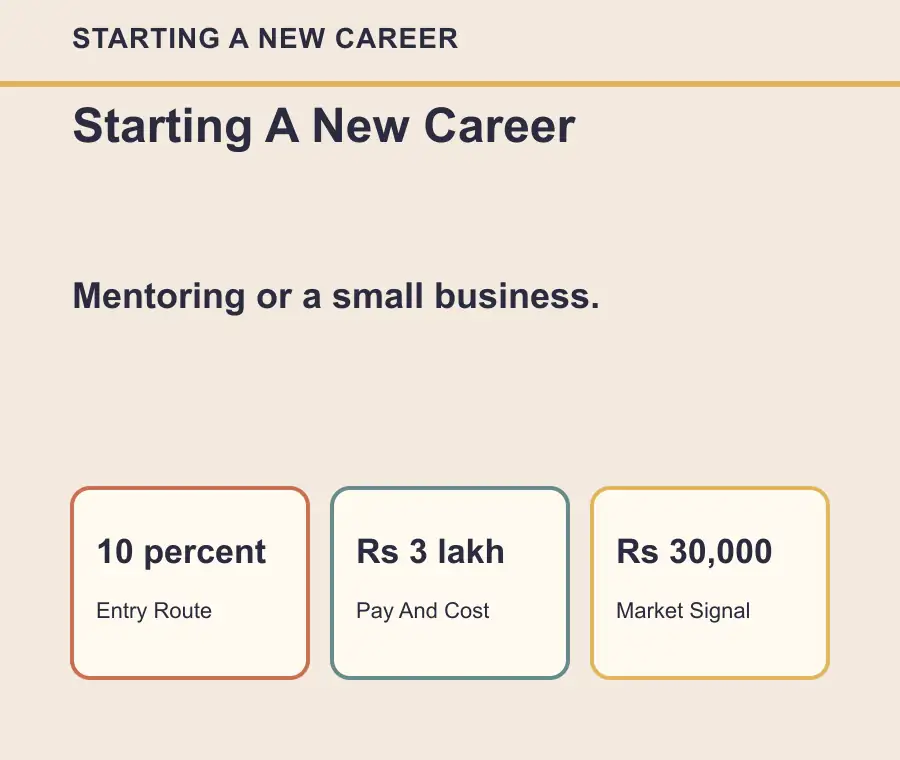 STARTING A NEW CAREER
Starting A New Career
Mentoring or a small business.
10 percent
Entry Route
Rs 3 lakh
Pay And Cost
Rs 30,000
Market Signal